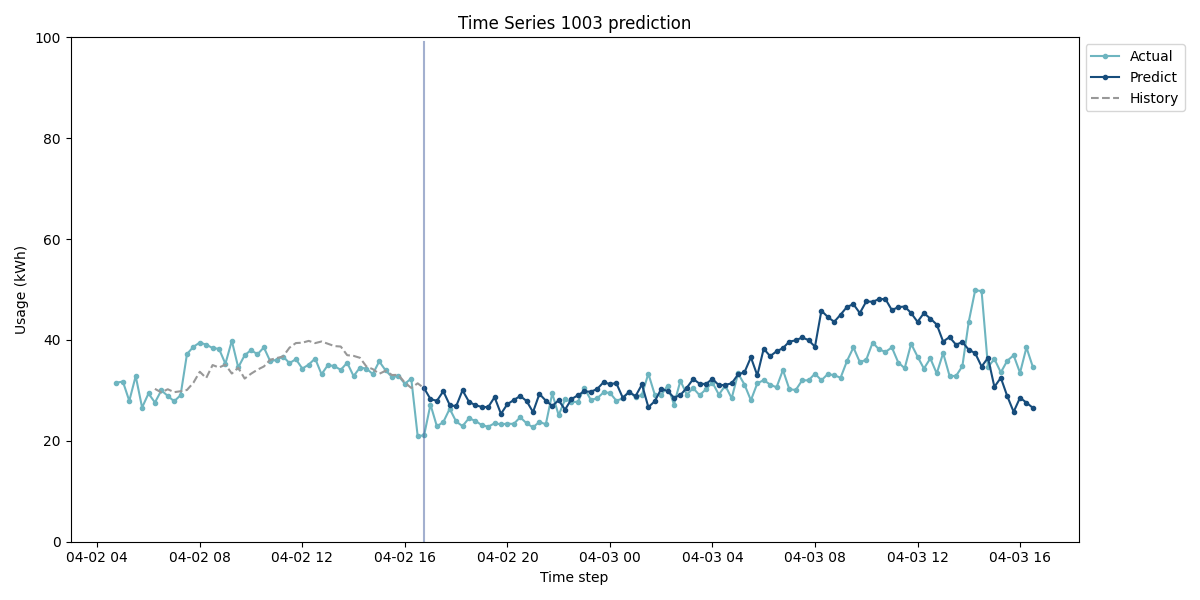 Time Series 1003 prediction
Usage (kWh)
100
80
60
40
20
0
04-02 04
04-02 08
04-02 12
04-02 16
04-02 20
04-03 00
04-03 04
04-03 08
04-03 12
04-03 16
Time step
Actual
Predict
History